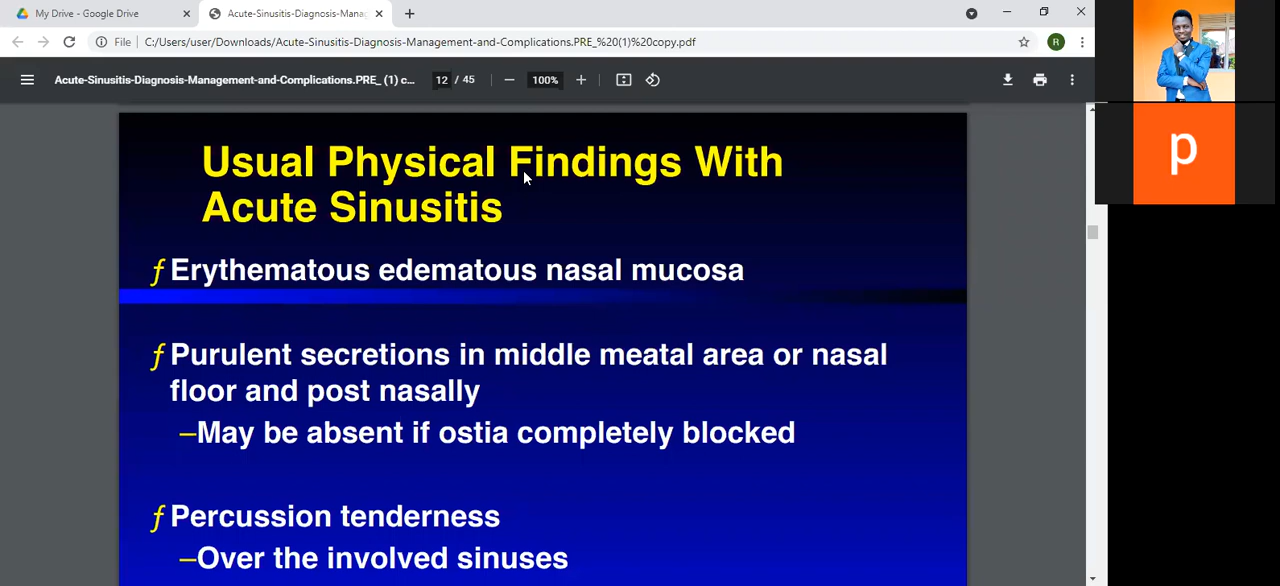 My Drive - Google Drive
Acute-Sinusitis-Diagnosis-Mana
File
C:/Users/user/Downloads/Acute-Sinusitis-Diagnosis-Management-and-Complications.PRE_%20(1)%20copy.pdf
R
Acute-Sinusitis-Diagnosis-Management-and-Complications.PRE_ (1) c...
12 / 45
100%
Usual Physical Findings With
Acute Sinusitis
ƒ Erythematous edematous nasal mucosa
ƒ Purulent secretions in middle meatal area or nasal
floor and post nasally
–May be absent if ostia completely blocked
ƒ Percussion tenderness
–Over the involved sinuses
p